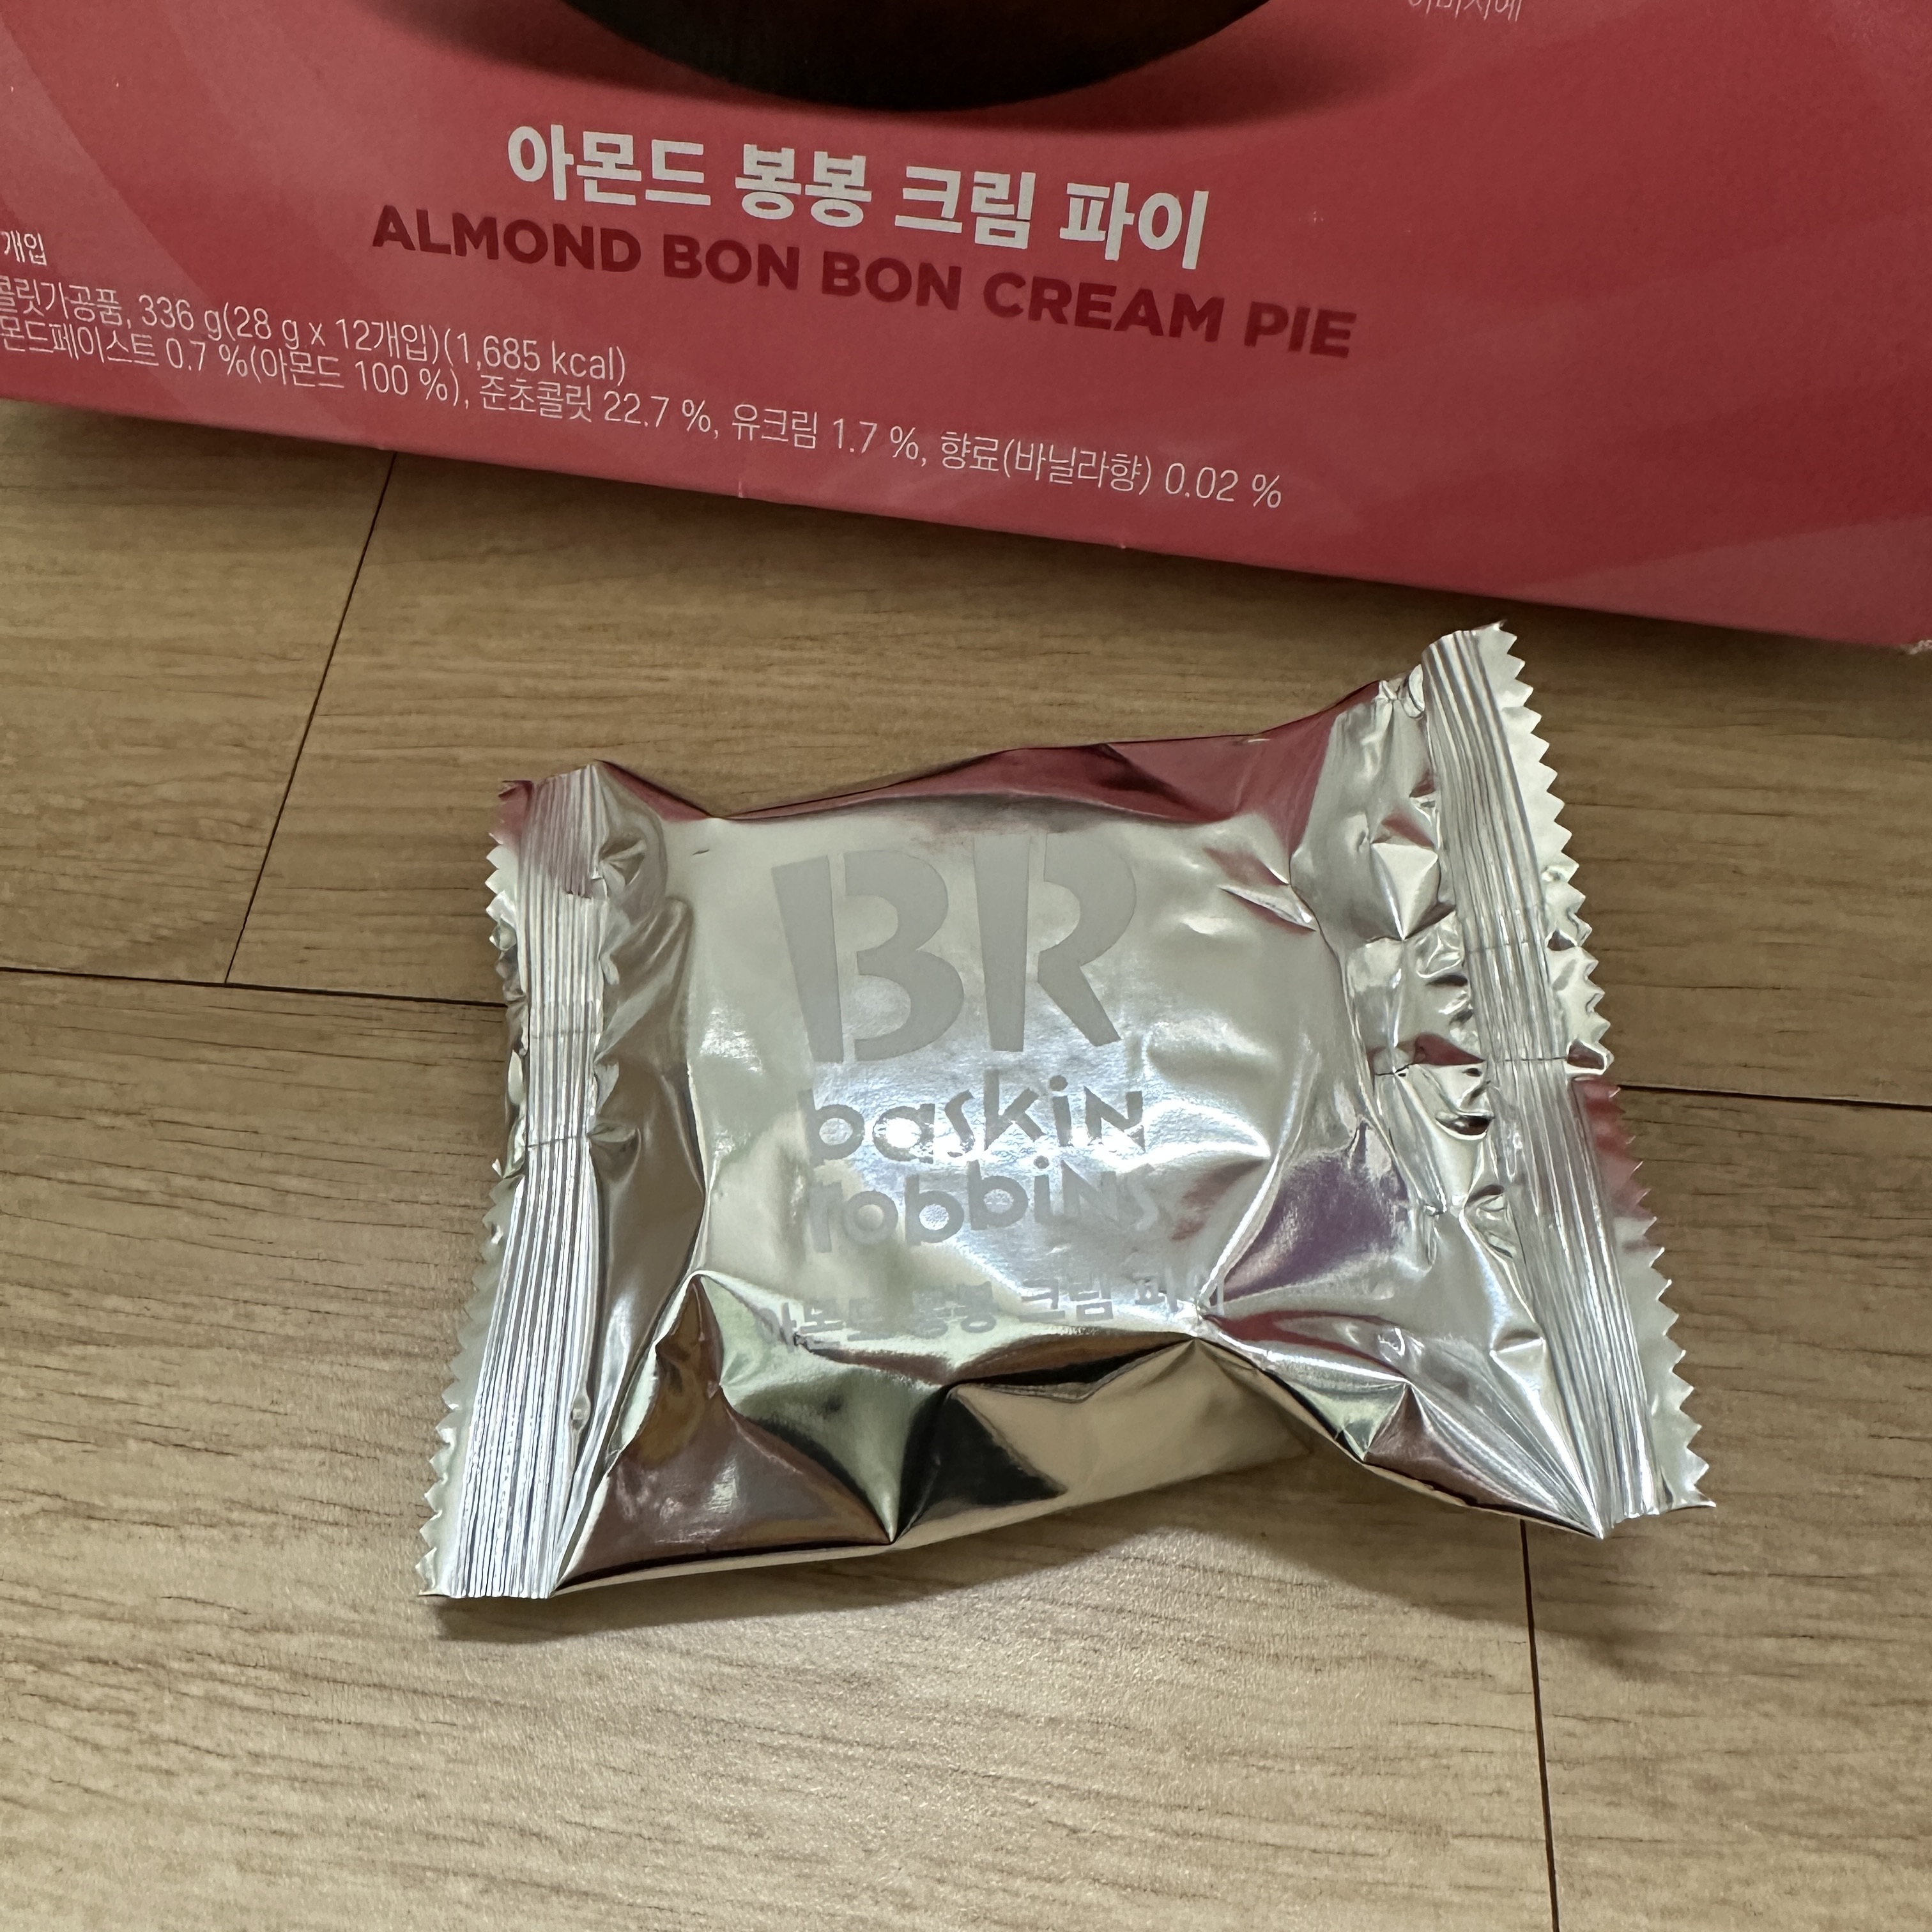 아몬드 봉봉 크림 파이
ALMOND BON BON CREAM PIE
개입
콜릿가공품, 336 g(28 g x 12개입)(1,685 kcal)
몬드페이스트 0.7 %(아몬드 100 %), 준초콜릿 22.7 %, 유크림 1.7 %, 향료(바닐라향) 0.02 %
BR
baskin
robbins
아몬드 봉봉 크림 파이